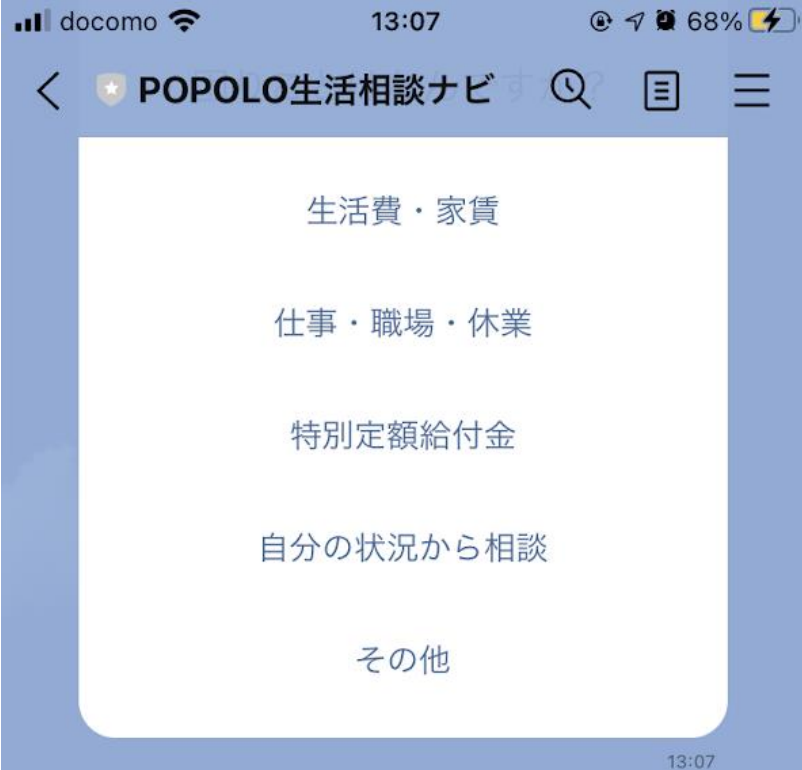 docomo 13:07 68%
POPOLO生活相談ナビ
生活費・家賃
仕事・職場・休業
特別定額給付金
自分の状況から相談
その他
13:07